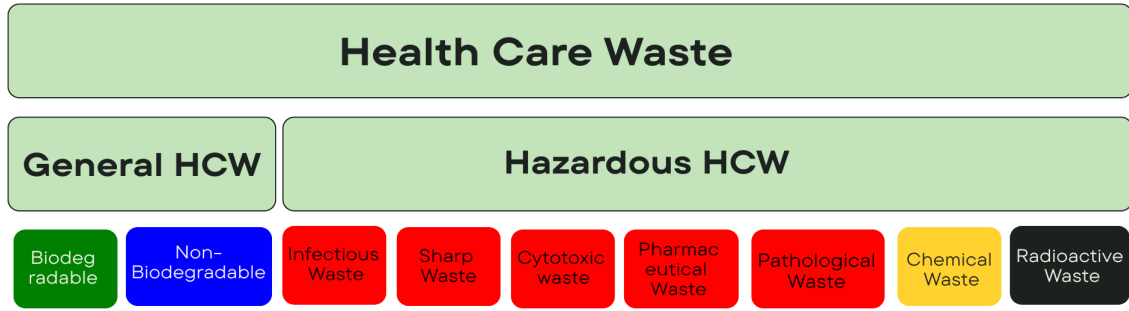 Health Care Waste
General HCW
Hazardous HCW
Biodeg
radable
Non-
Biodegradable
Infectious
Waste
Sharp
Waste
Cytotoxic
waste
Pharmac
eutical
Waste
Pathological
Waste
Chemical
Waste
Radioactive
Waste